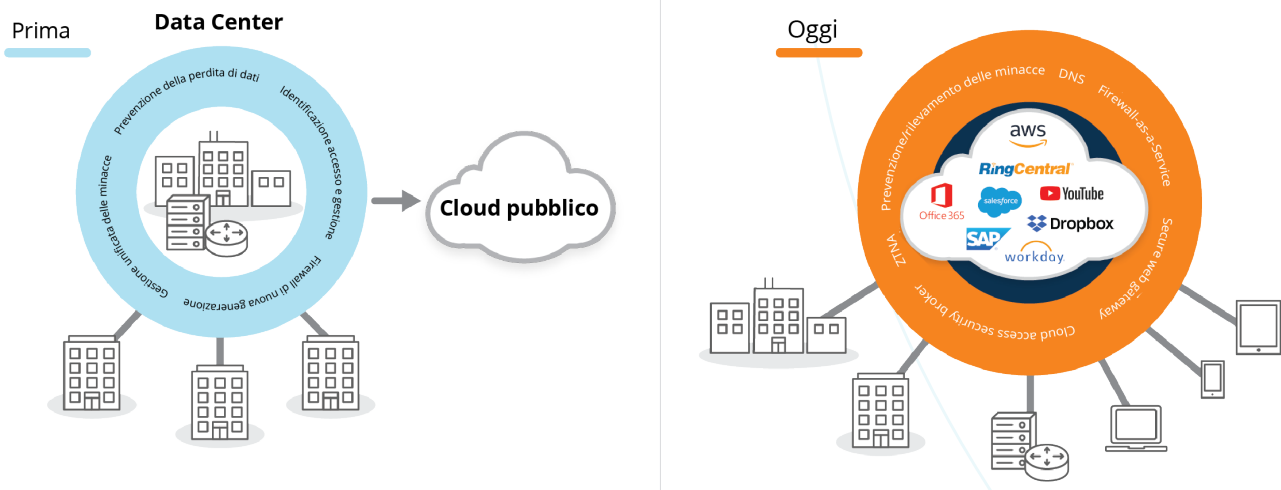 Prima
Data Center
Prevenzione della perdita di dati
Identificazione accesso e gestione
Firewall di nuova generazione
Gestione unificata delle minacce
Cloud pubblico
Oggi
Prevenzione/rilevamento delle minacce
DNS
Firewall-as-a-Service
Secure web gateway
Cloud access security broker
ZTNA
aws
RingCentral
Office 365
salesforce
YouTube
Dropbox
SAP
workday